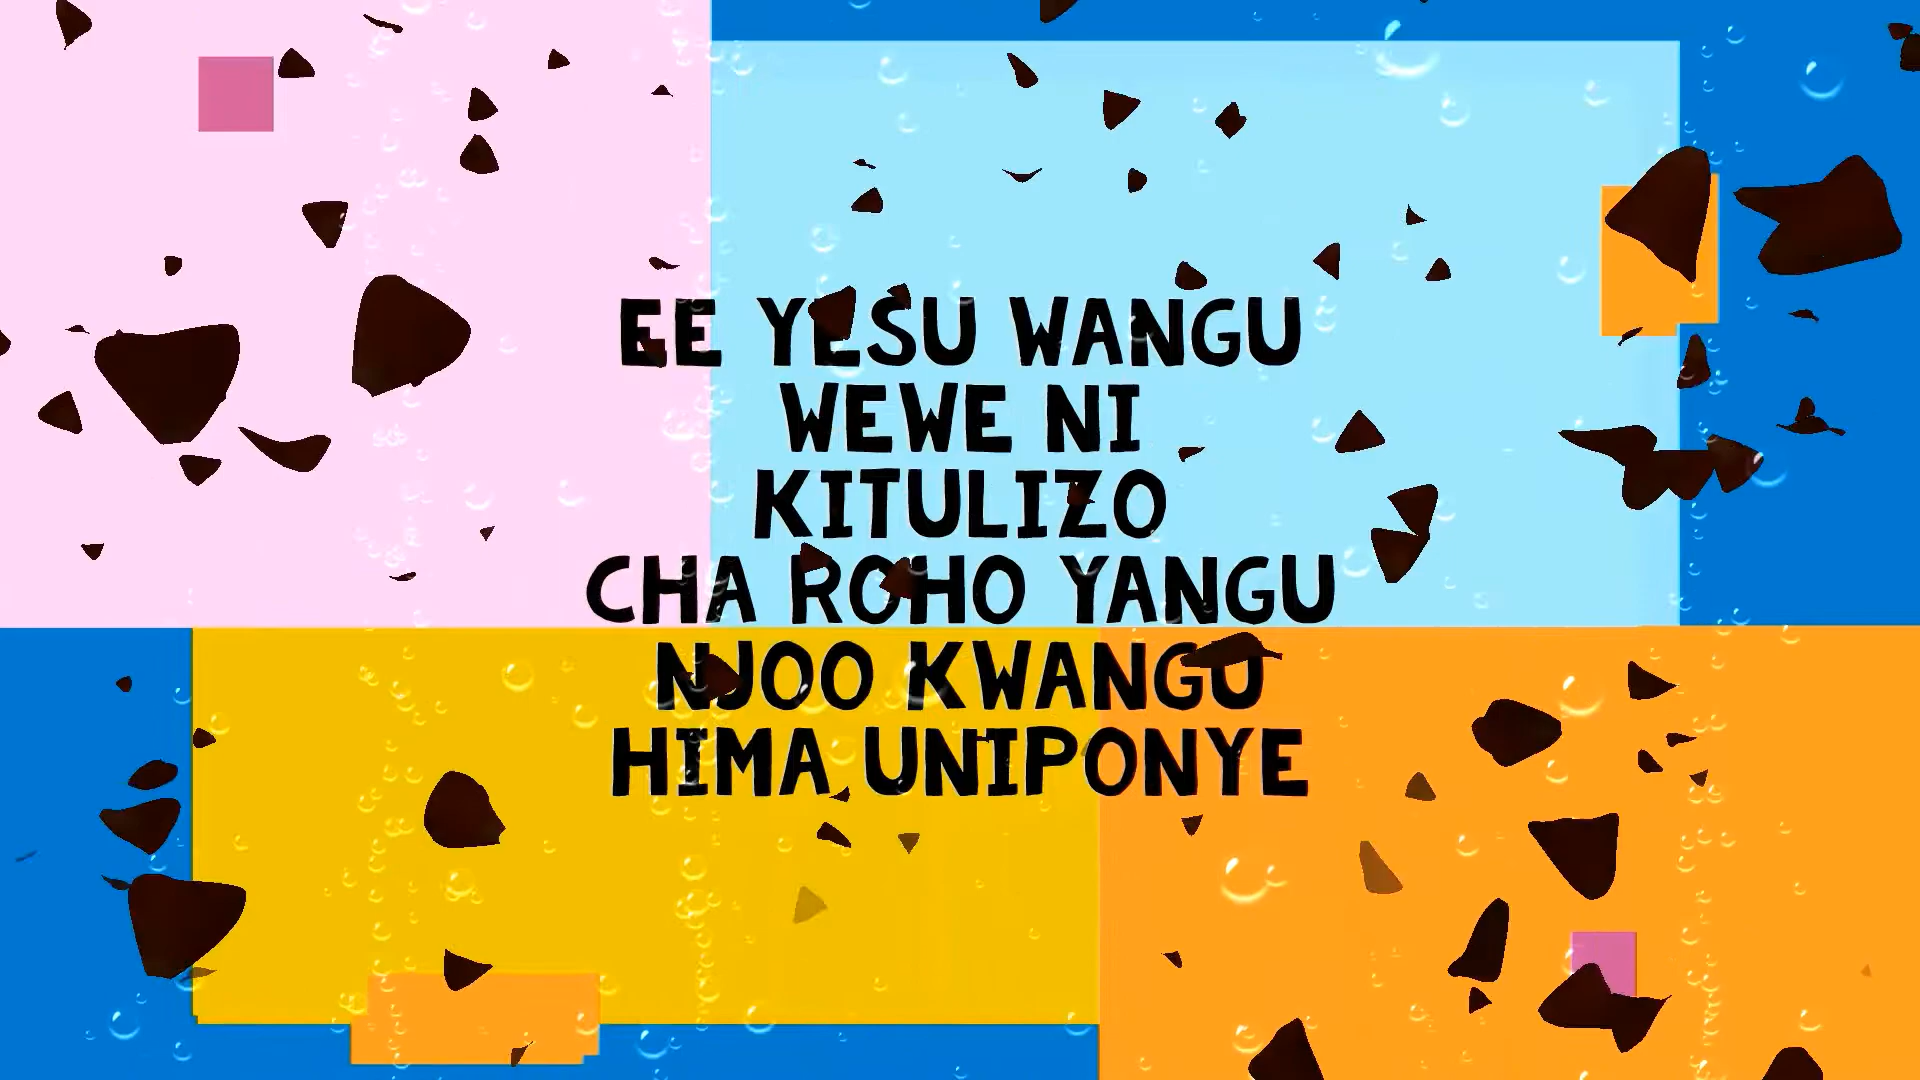 EE YESU WANGU
WEWE NI
KITULIZO
CHA ROHO YANGU
NJOO KWANGU
HIMA UNIPONYE